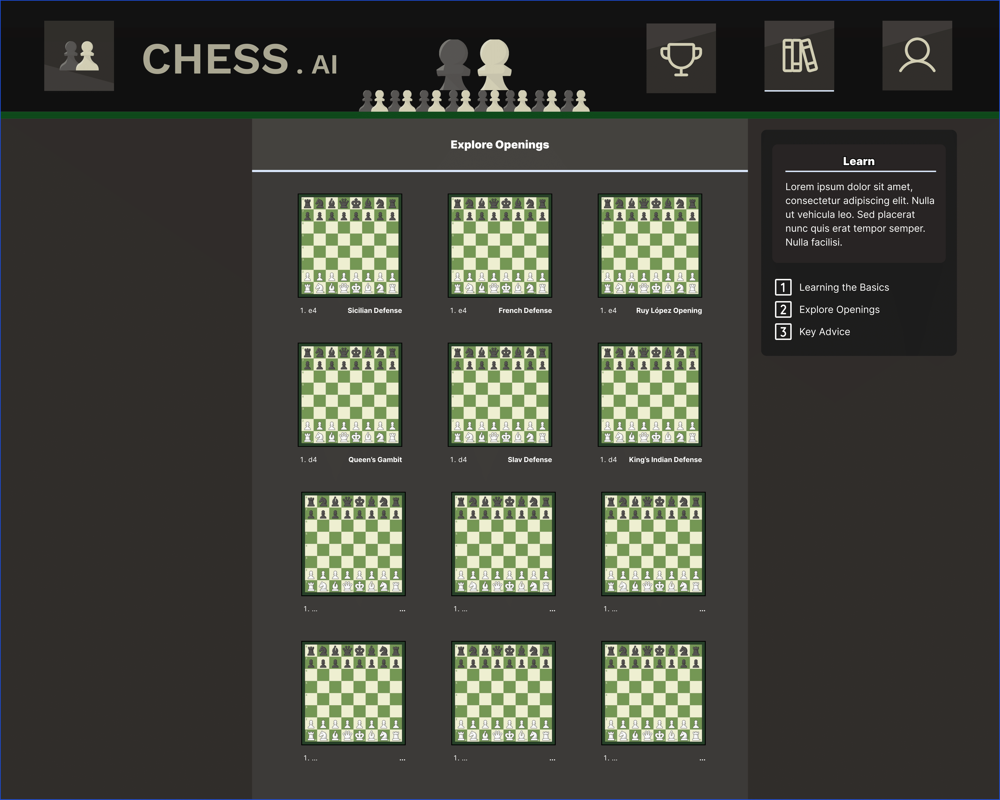 CHESS . AI
Explore Openings
Learn
Lorem ipsum dolor sit amet,
consectetur adipiscing elit. Nulla
ut vehicula leo. Sed placerat
nunc quis erat tempor semper.
Nulla facilisi.
1 Learning the Basics
2 Explore Openings
3 Key Advice
1. e4 Sicilian Defense
1. e4 French Defense
1. e4 Ruy López Opening
1. d4 Queen’s Gambit
1. d4 Slav Defense
1. d4 King’s Indian Defense
1. ... ...
1. ... ...
1. ... ...
1. ... ...
1. ... ...
1. ... ...